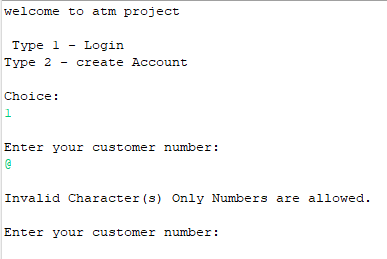 welcome to atm project
Type 1 - Login
Type 2 - create Account
Choice:
1
Enter your customer number:
@
Invalid Character(s) Only Numbers are allowed.
Enter your customer number: